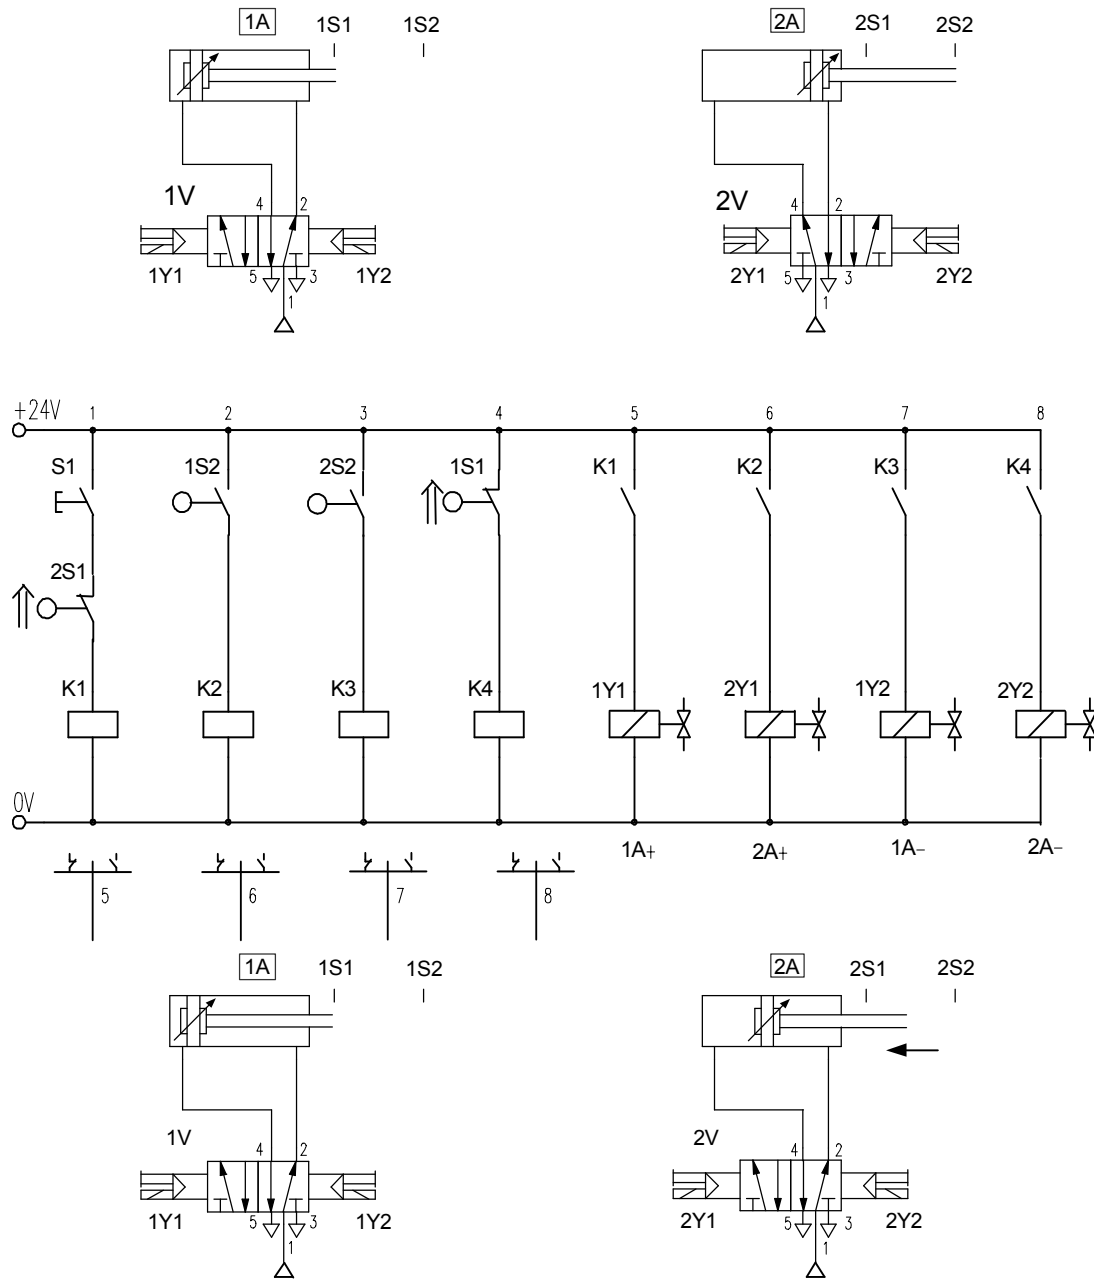 1A 1S1 1S2 2A 2S1 2S2
1V 4 2 2V 4 2
1Y1 5 3 1Y2 2Y1 5 3 2Y2
1 1
+24V 1 2 3 4 5 6 7 8
S1 1S2 2S2 1S1 K1 K2 K3 K4
2S1
K1 K2 K3 K4 1Y1 2Y1 1Y2 2Y2
0V
1A+ 2A+ 1A− 2A−
5 6 7 8
1A 1S1 1S2 2A 2S1 2S2
1V 4 2 2V 4 2
1Y1 5 3 1Y2 2Y1 5 3 2Y2
1 1